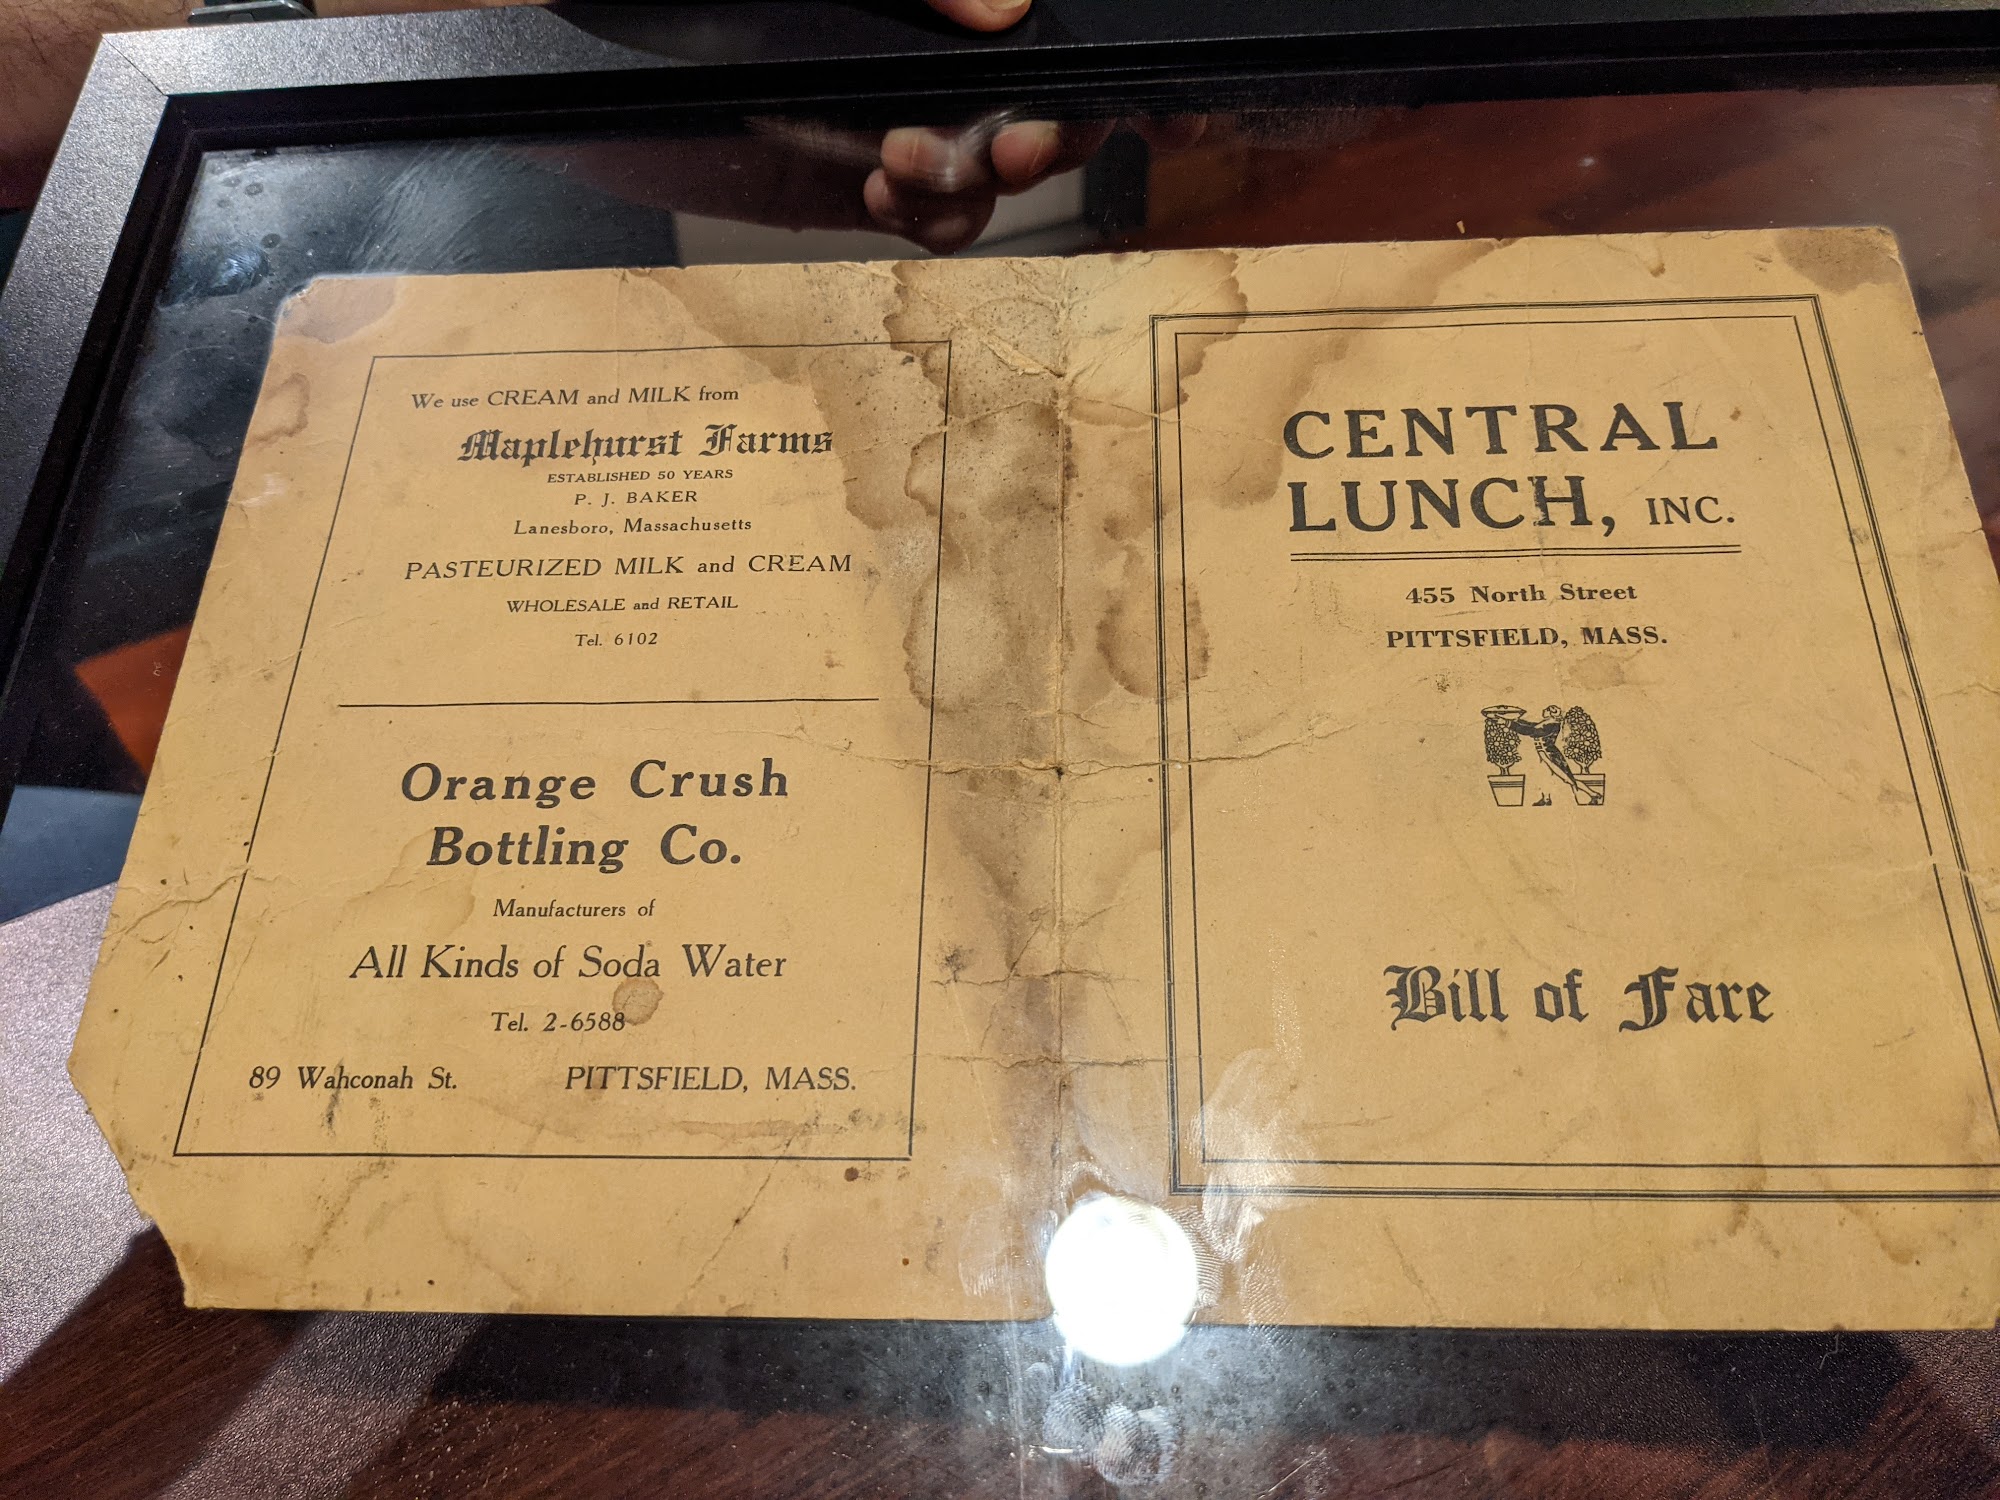 We use CREAM and MILK from
Maplehurst Farms
ESTABLISHED 50 YEARS
P. J. BAKER
Lanesboro, Massachusetts
PASTEURIZED MILK and CREAM
WHOLESALE and RETAIL
Tel. 6102
Orange Crush
Bottling Co.
Manufacturers of
All Kinds of Soda Water
Tel. 2-6588
89 Wahconah St. PITTSFIELD, MASS.
CENTRAL
LUNCH, INC.
455 North Street
PITTSFIELD, MASS.
Bill of Fare